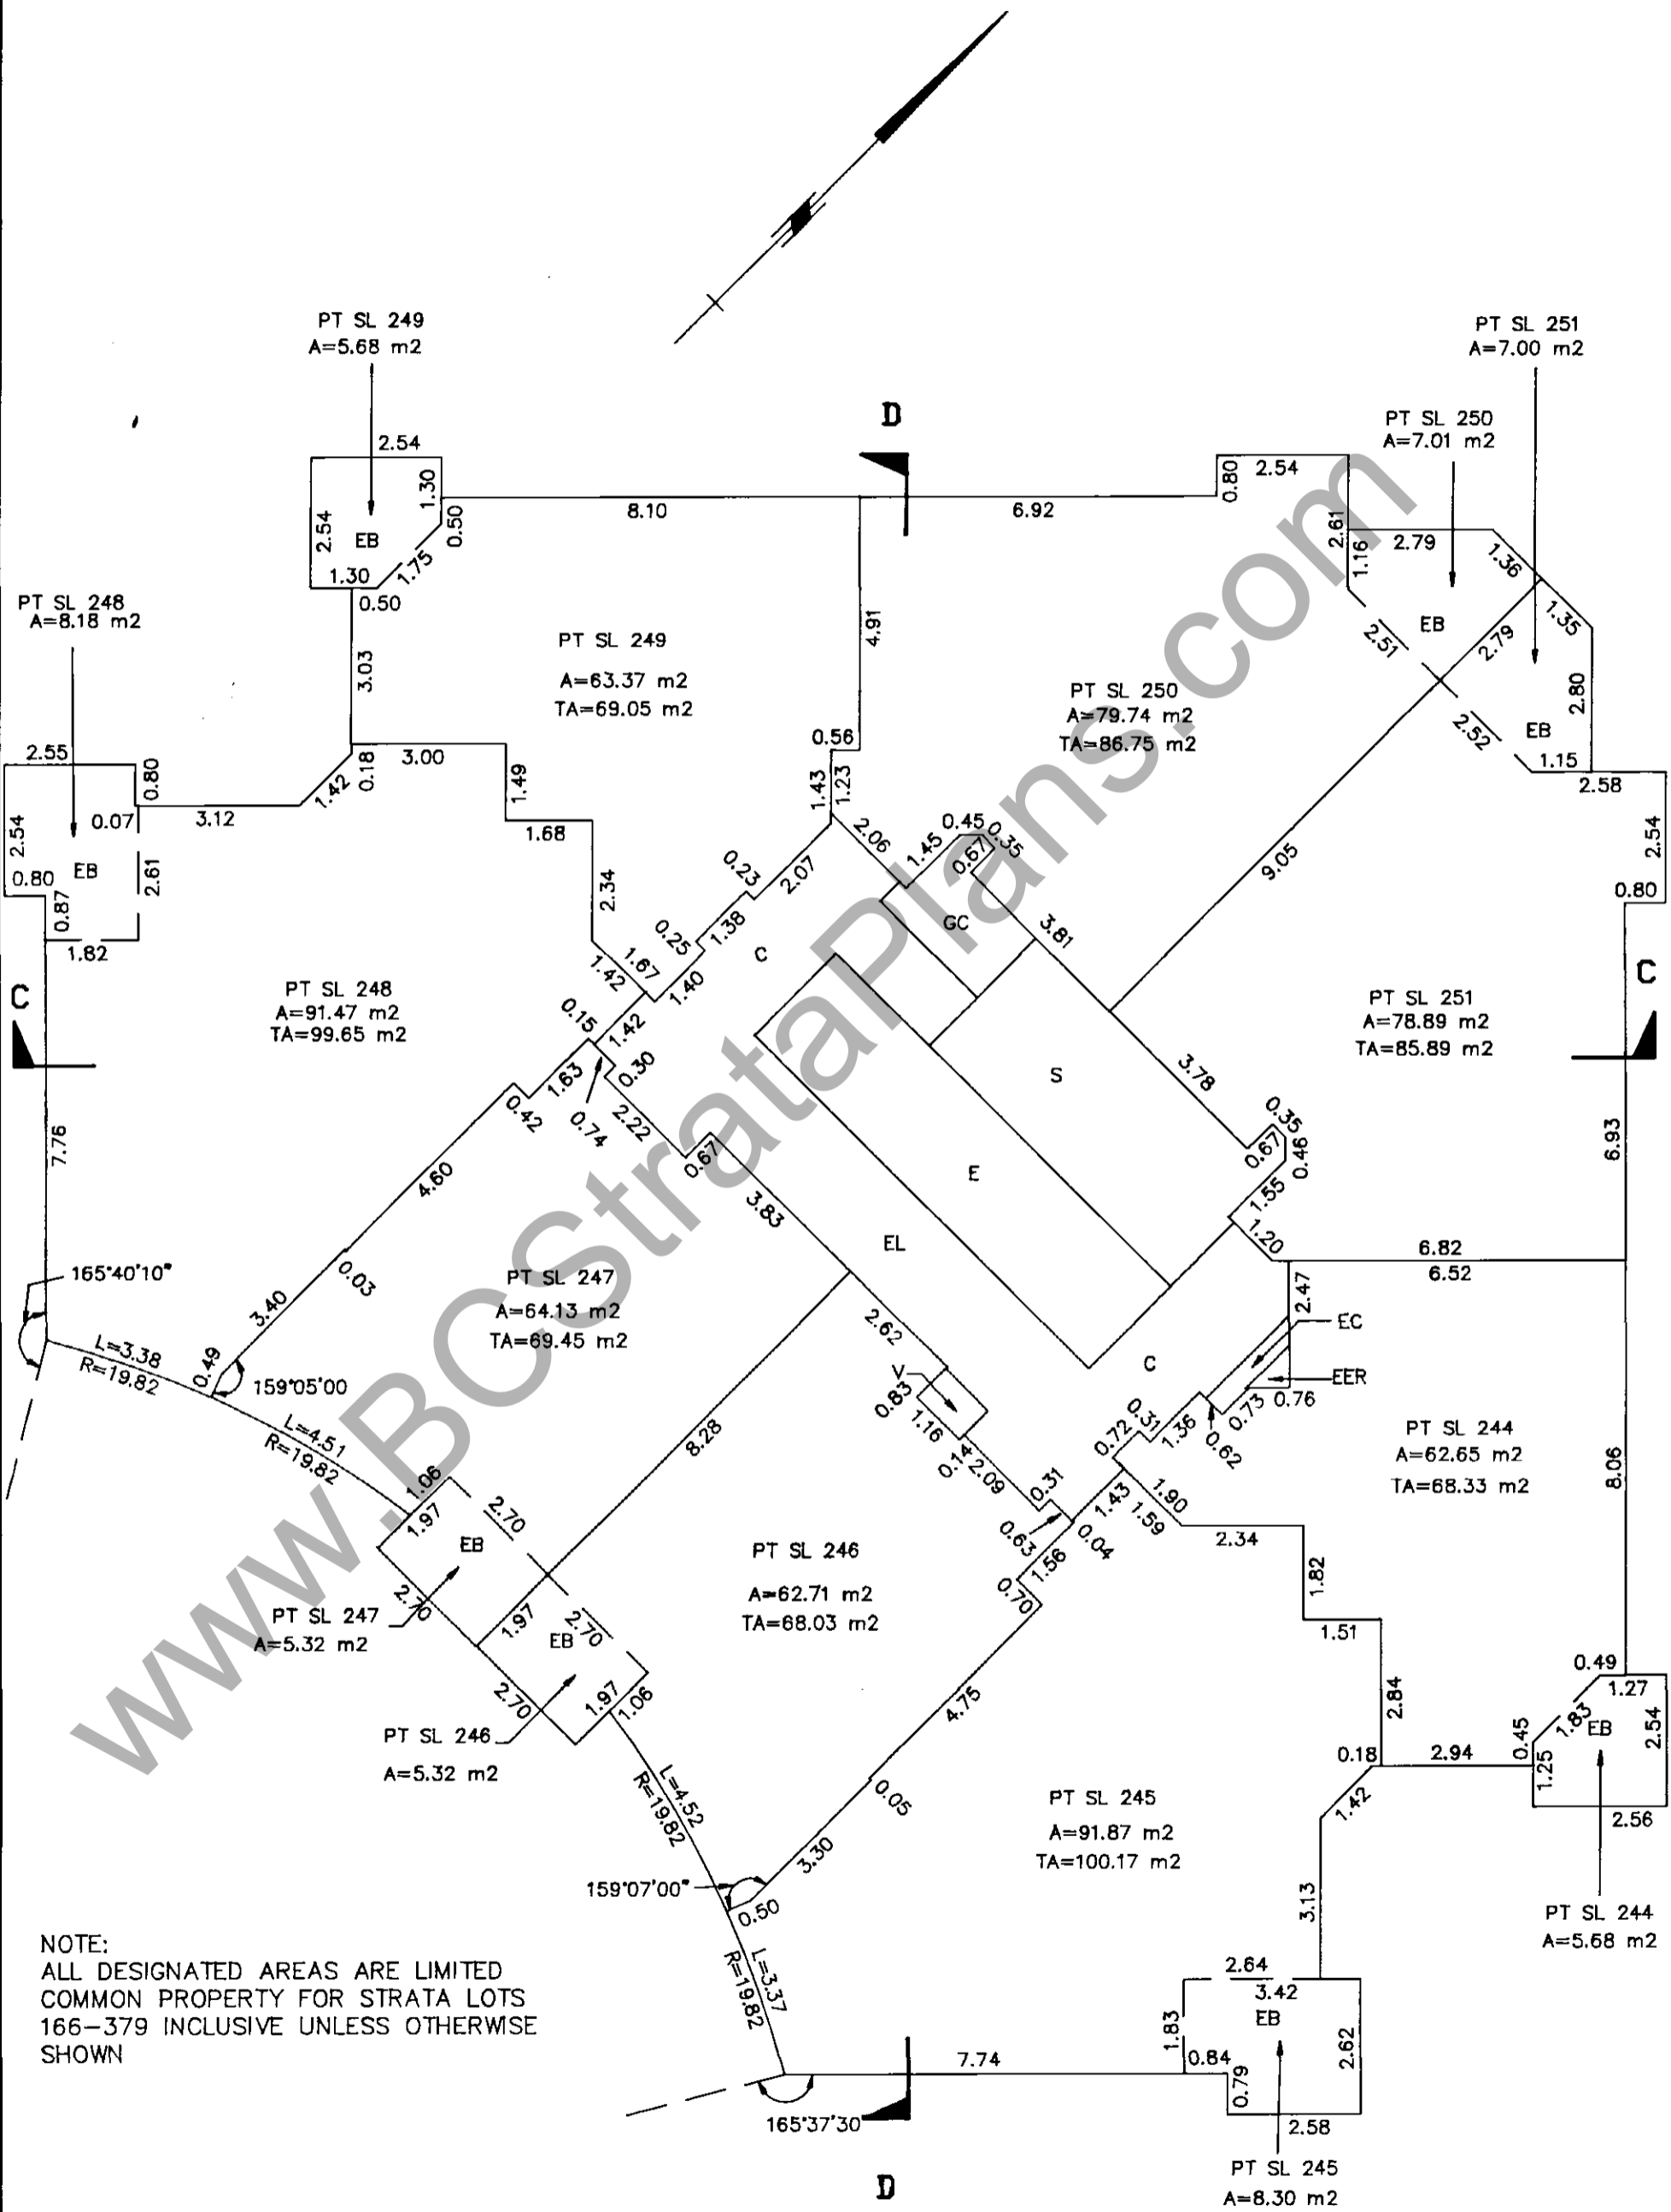 PT SL 249
A=5.68 m2
PT SL 251
A=7.00 m2
D
PT SL 250
A=7.01 m2
2.54
1.30
0.50
2.54
EB
1.30
1.75
0.50
8.10
6.92
0.80
2.54
2.61
1.16
2.79
1.36
1.35
EB
2.51
2.79
PT SL 248
A=8.18 m2
3.03
PT SL 249
A=63.37 m2
TA=69.05 m2
4.91
PT SL 250
A=79.74 m2
TA=86.75 m2
2.80
2.52
EB
1.15
2.58
2.55
0.80
0.18
3.00
0.56
1.49
1.43
1.23
2.54
0.07
3.12
1.42
1.68
2.54
0.80
EB
2.61
0.87
1.82
2.06
1.45
0.45
0.35
0.67
0.23
2.07
9.05
0.80
2.34
0.25
1.38
C
GC
3.81
1.67
1.42
1.40
C
C
PT SL 248
A=91.47 m2
TA=99.65 m2
0.15
1.42
PT SL 251
A=78.89 m2
TA=85.89 m2
1.63
0.30
0.42
0.74
2.22
0.67
S
3.78
0.35
0.67
0.46
7.76
4.60
E
6.93
3.83
1.55
1.20
EL
6.82
6.52
165°40'10"
0.03
3.40
PT SL 247
A=64.13 m2
TA=69.45 m2
2.47
EC
2.62
L=3.38
R=19.82
0.49
159°05'00
V
C
EER
0.83
1.16
0.76
0.73
0.31
0.72
1.36
0.62
L=4.51
R=19.82
8.28
0.14
2.09
0.31
PT SL 244
A=62.65 m2
TA=68.33 m2
8.06
1.06
1.97
2.70
EB
1.43
1.90
1.59
0.63
0.04
2.34
PT SL 246
A=62.71 m2
TA=68.03 m2
1.56
0.70
1.82
2.70
PT SL 247
A=5.32 m2
1.97
2.70
EB
1.51
2.70
1.97
1.06
0.49
1.27
4.75
2.84
1.83
EB
2.54
PT SL 246
A=5.32 m2
0.18
2.94
0.45
1.25
L=4.52
R=19.82
0.05
PT SL 245
A=91.87 m2
TA=100.17 m2
1.42
2.56
3.30
159°07'00"
0.50
3.13
PT SL 244
A=5.68 m2
NOTE:
ALL DESIGNATED AREAS ARE LIMITED
COMMON PROPERTY FOR STRATA LOTS
166-379 INCLUSIVE UNLESS OTHERWISE
SHOWN
L=3.37
R=19.82
2.64
3.42
EB
1.83
2.62
7.74
0.84
0.79
165°37'30
2.58
D
PT SL 245
A=8.30 m2
www.BCStrataPlans.com